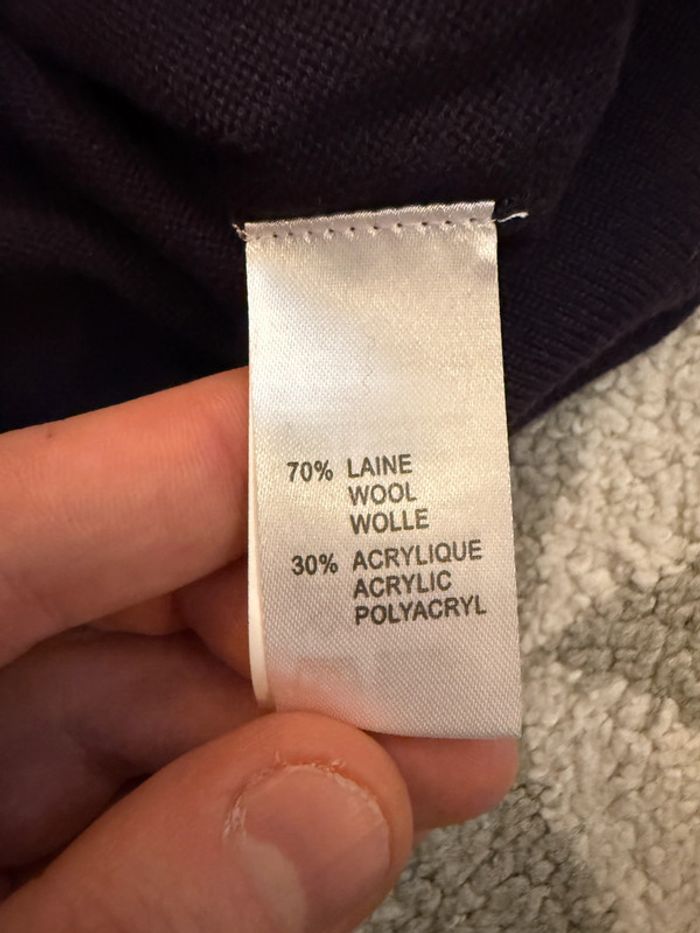 70% LAINE
WOOL
WOLLE
30% ACRYLIQUE
ACRYLIC
POLYACRYL